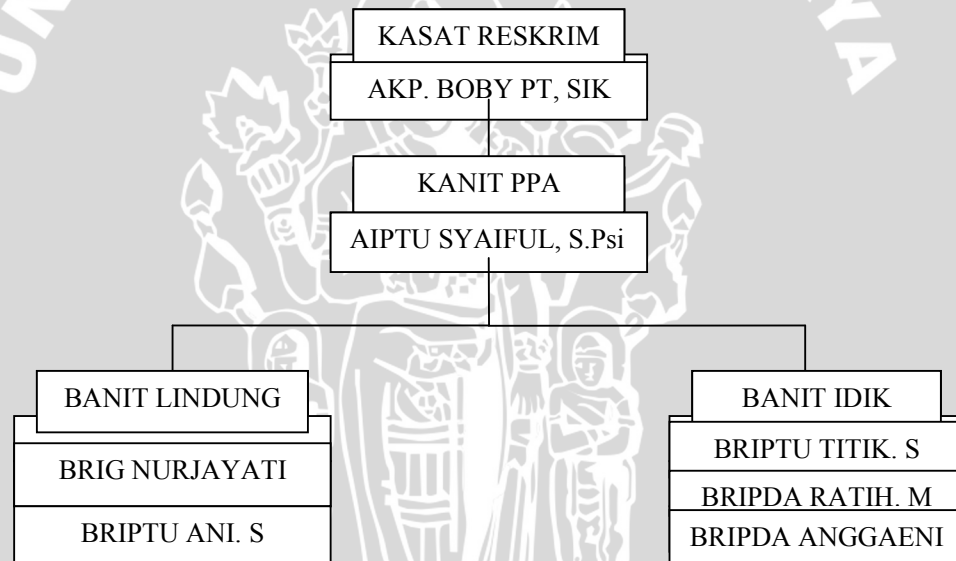 KASAT RESKRIM
AKP. BOBY PT, SIK
KANIT PPA
AIPTU SYAIFUL, S.Psi
BANIT LINDUNG
BRIG NURJAYATI
BRIPTU ANI. S
BANIT IDIK
BRIPTU TITIK. S
BRIPDA RATIH. M
BRIPDA ANGGAENI